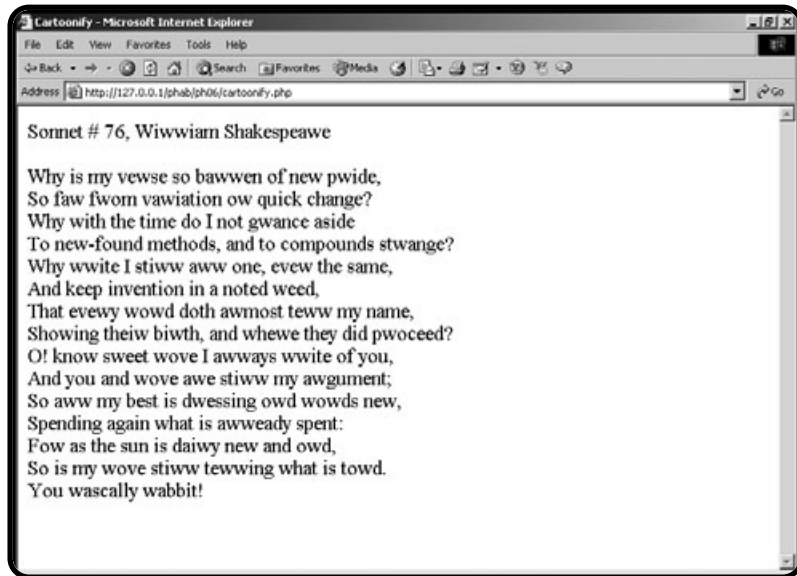 Cartoonify - Microsoft Internet Explorer
File Edit View Favorites Tools Help
Back Search Favorites Media
Address http://127.0.0.1/phab/ph06/cartoonify.php Go
Sonnet # 76, Wiwwiam Shakespeawe
Why is my vewse so bawwen of new pwide,
So faw fwom vawiation ow quick change?
Why with the time do I not gwance aside
To new-found methods, and to compounds stwange?
Why wwite I stiww aww one, evew the same,
And keep invention in a noted weed,
That evewy wowd doth awmost teww my name,
Showing theiw biwth, and whewe they did pwoceed?
O! know sweet wove I awways wwite of you,
And you and wove awe stiww my awgument;
So aww my best is dwessing owd wowds new,
Spending again what is awweady spent:
Fow as the sun is daiwy new and owd,
So is my wove stiww tewwing what is towd.
You wascally wabbit!